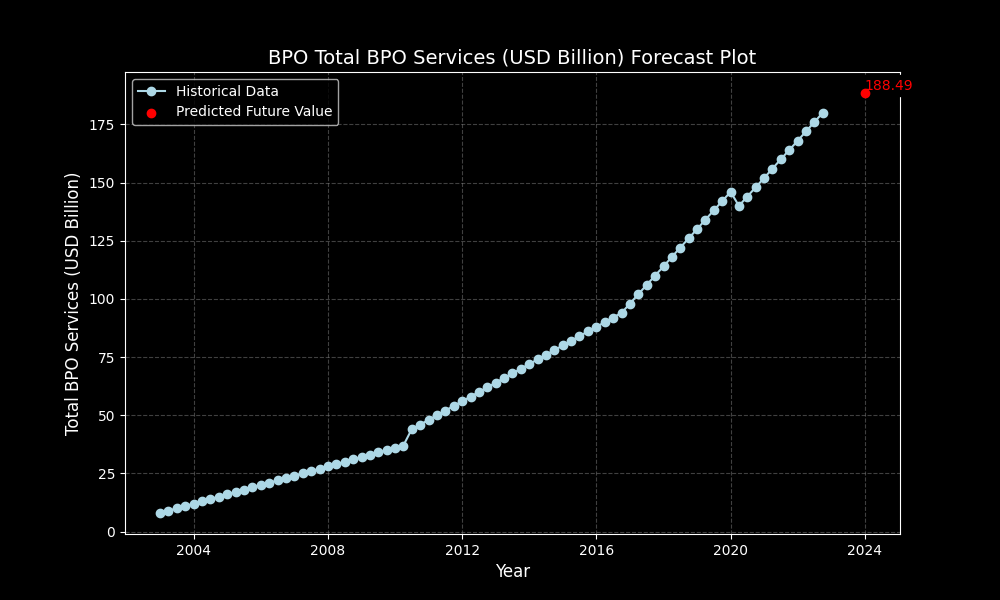 BPO Total BPO Services (USD Billion) Forecast Plot
Historical Data
Predicted Future Value
188.49
Total BPO Services (USD Billion)
175
150
125
100
75
50
25
0
2004 2008 2012 2016 2020 2024
Year